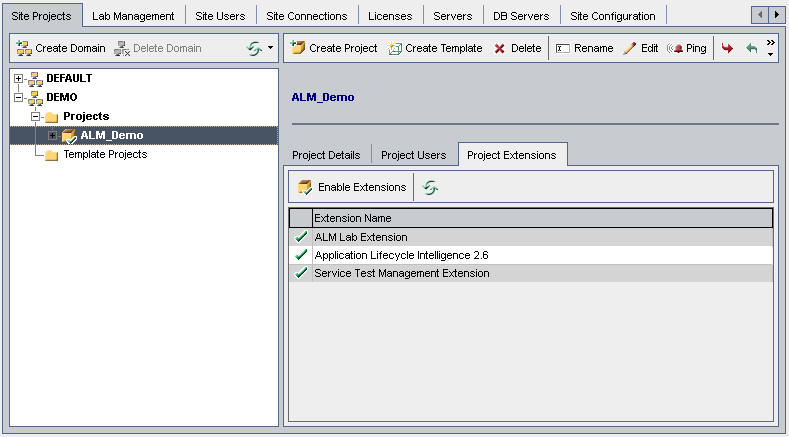 Site Projects Lab Management Site Users Site Connections Licenses Servers DB Servers Site Configuration
Create Domain Delete Domain
Create Project Create Template Delete Rename Edit Ping
DEFAULT
DEMO
Projects
ALM_Demo
Template Projects
ALM_Demo
Project Details Project Users Project Extensions
Enable Extensions
Extension Name
ALM Lab Extension
Application Lifecycle Intelligence 2.6
Service Test Management Extension